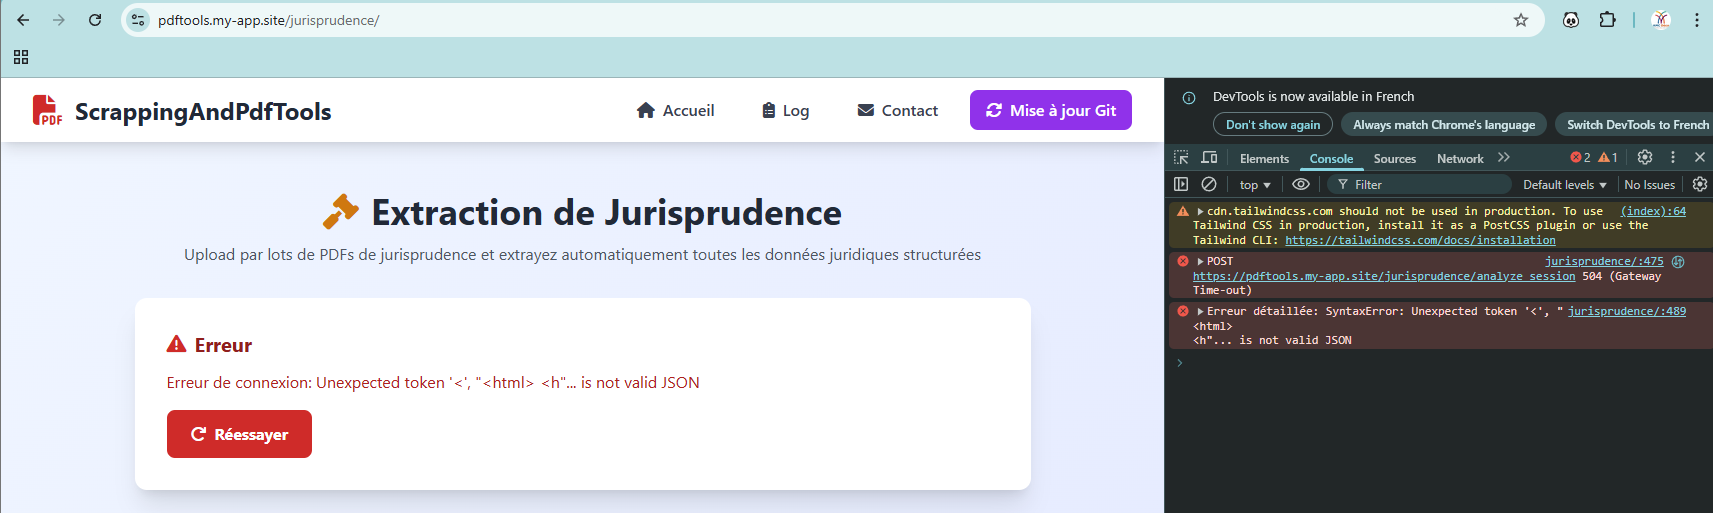 pdftools.my-app.site/jurisprudence/
PDF
ScrappingAndPdfTools
Accueil
Log
Contact
Mise à jour Git
Extraction de Jurisprudence
Upload par lots de PDFs de jurisprudence et extrayez automatiquement toutes les données juridiques structurées
Erreur
Erreur de connexion: Unexpected token '<', "<html> <h"... is not valid JSON
Réessayer
DevTools is now available in French
Don't show again
Always match Chrome's language
Switch DevTools to French
Elements
Console
Sources
Network
2
1
top
Filter
Default levels
No Issues
cdn.tailwindcss.com should not be used in production. To use (index):64
Tailwind CSS in production, install it as a PostCSS plugin or use the
Tailwind CLI: https://tailwindcss.com/docs/installation
POST jurisprudence/:475
https://pdftools.my-app.site/jurisprudence/analyze_session 504 (Gateway
Time-out)
Erreur détaillée: SyntaxError: Unexpected token '<', " jurisprudence/:489
<html>
<h"... is not valid JSON